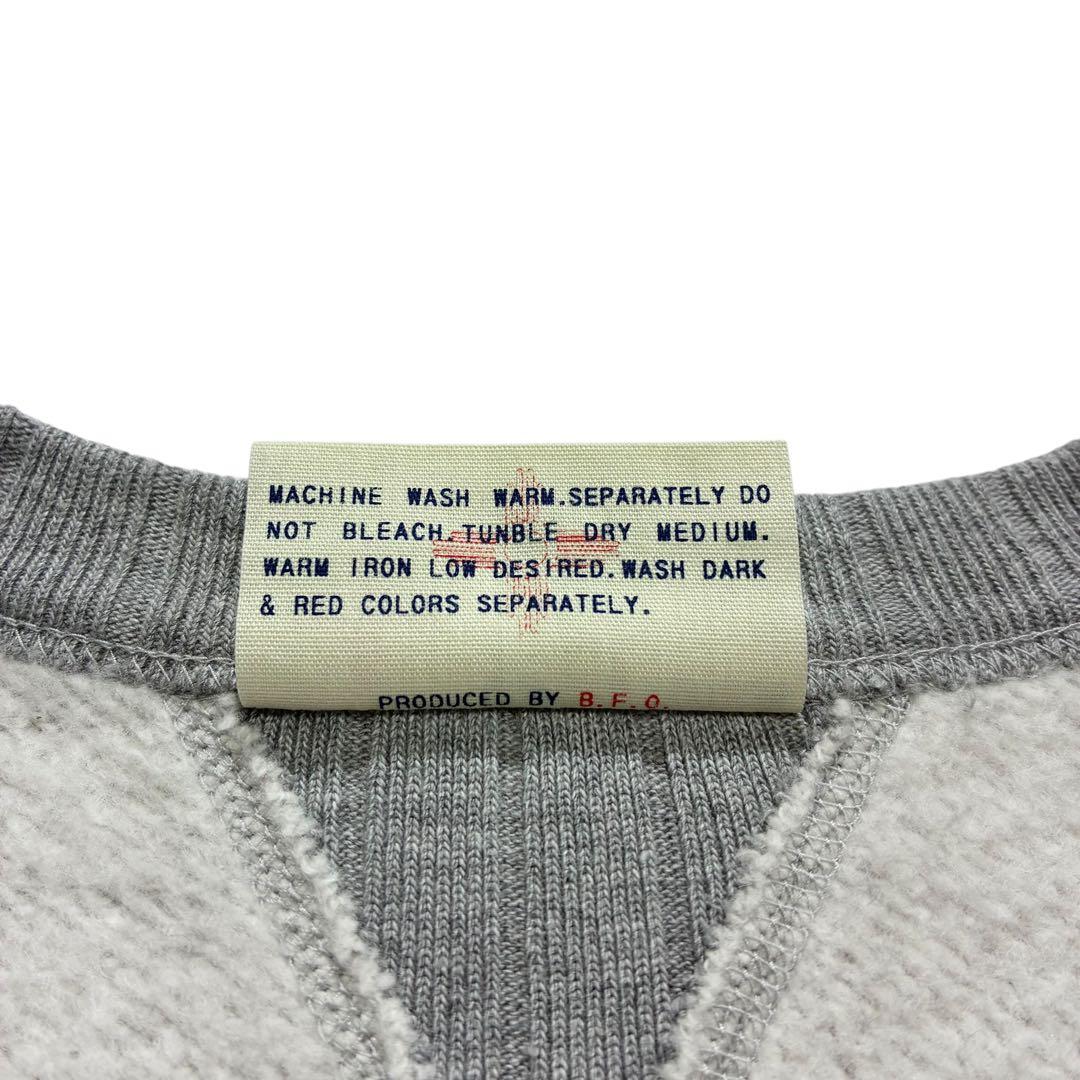 MACHINE WASH WARM.SEPARATELY DO
NOT BLEACH.TUNBLE DRY MEDIUM.
WARM IRON LOW DESIRED.WASH DARK
& RED COLORS SEPARATELY.
PRODUCED BY B.F.O.